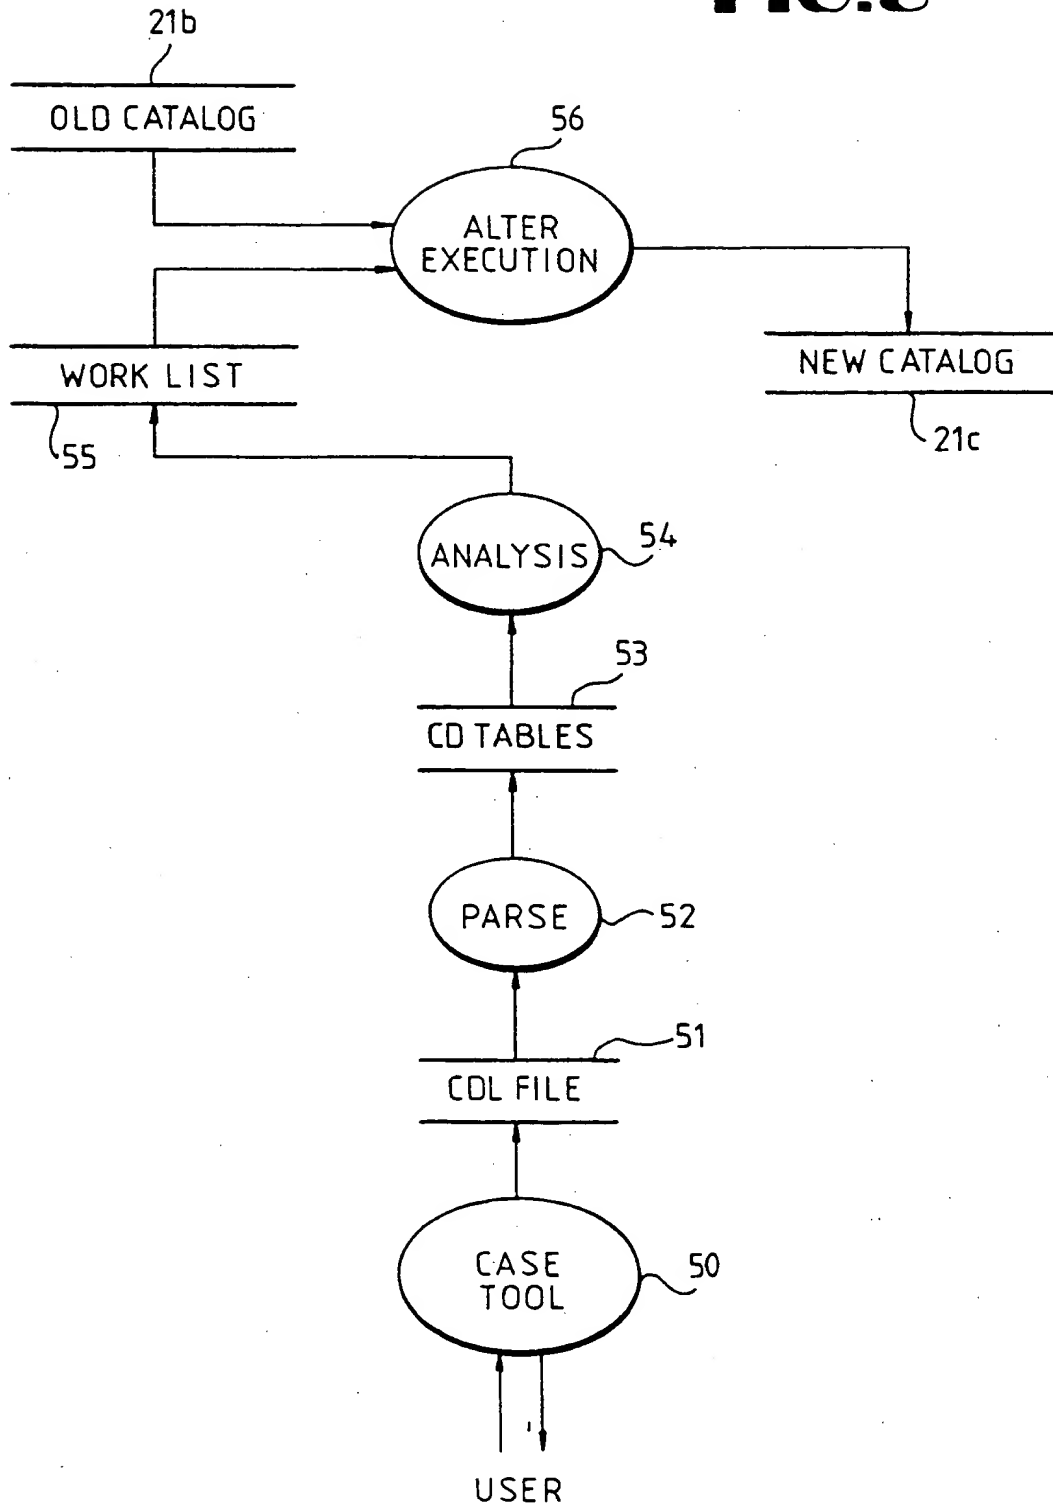 21b
OLD CATALOG
56
ALTER
EXECUTION
WORK LIST
NEW CATALOG
55
21c
ANALYSIS
54
53
CD TABLES
PARSE
52
51
CDL FILE
CASE
TOOL
50
USER